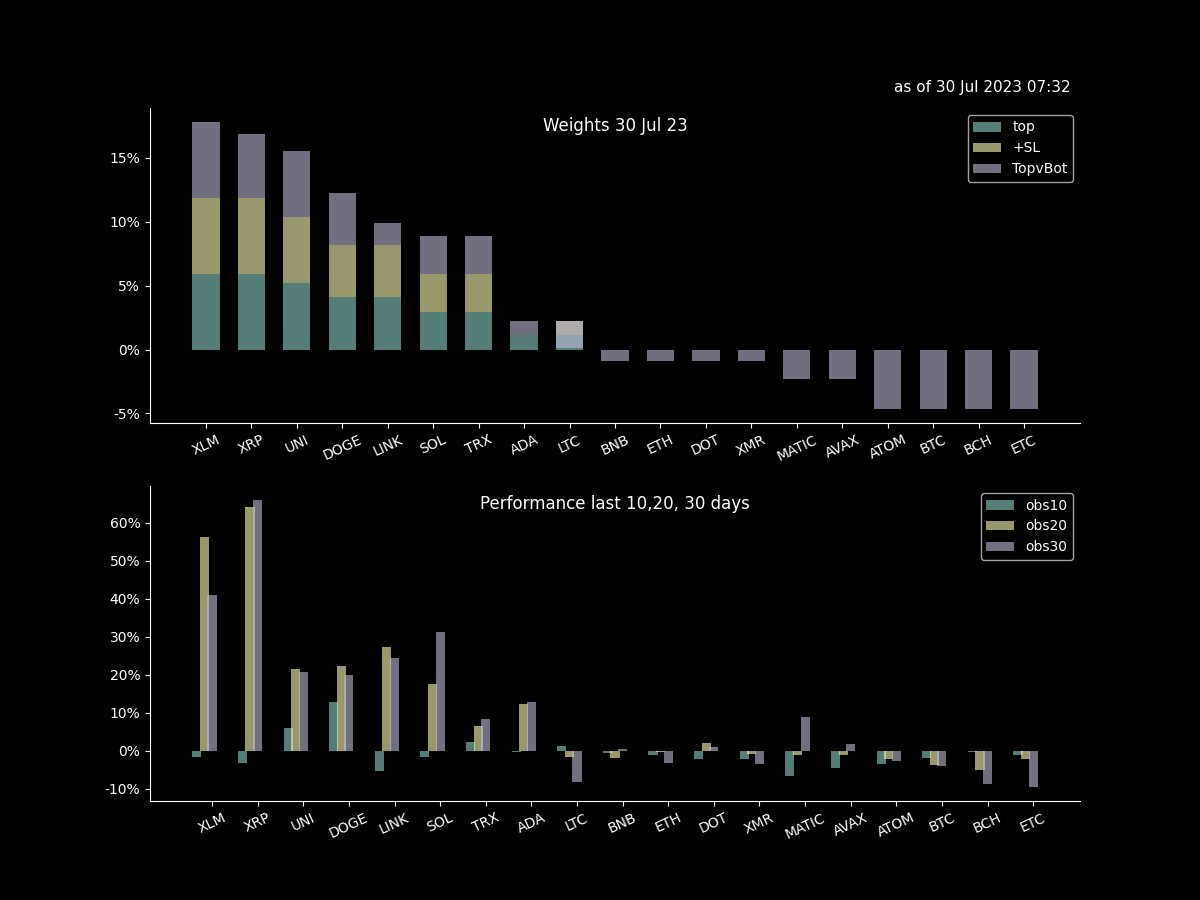 as of 30 Jul 2023 07:32
Weights 30 Jul 23
top
+SL
TopvBot
15%
10%
5%
0%
-5%
XLM XRP UNI DOGE LINK SOL TRX ADA LTC BNB ETH DOT XMR MATIC AVAX ATOM BTC BCH ETC
Performance last 10,20, 30 days
obs10
obs20
obs30
60%
50%
40%
30%
20%
10%
0%
-10%
XLM XRP UNI DOGE LINK SOL TRX ADA LTC BNB ETH DOT XMR MATIC AVAX ATOM BTC BCH ETC